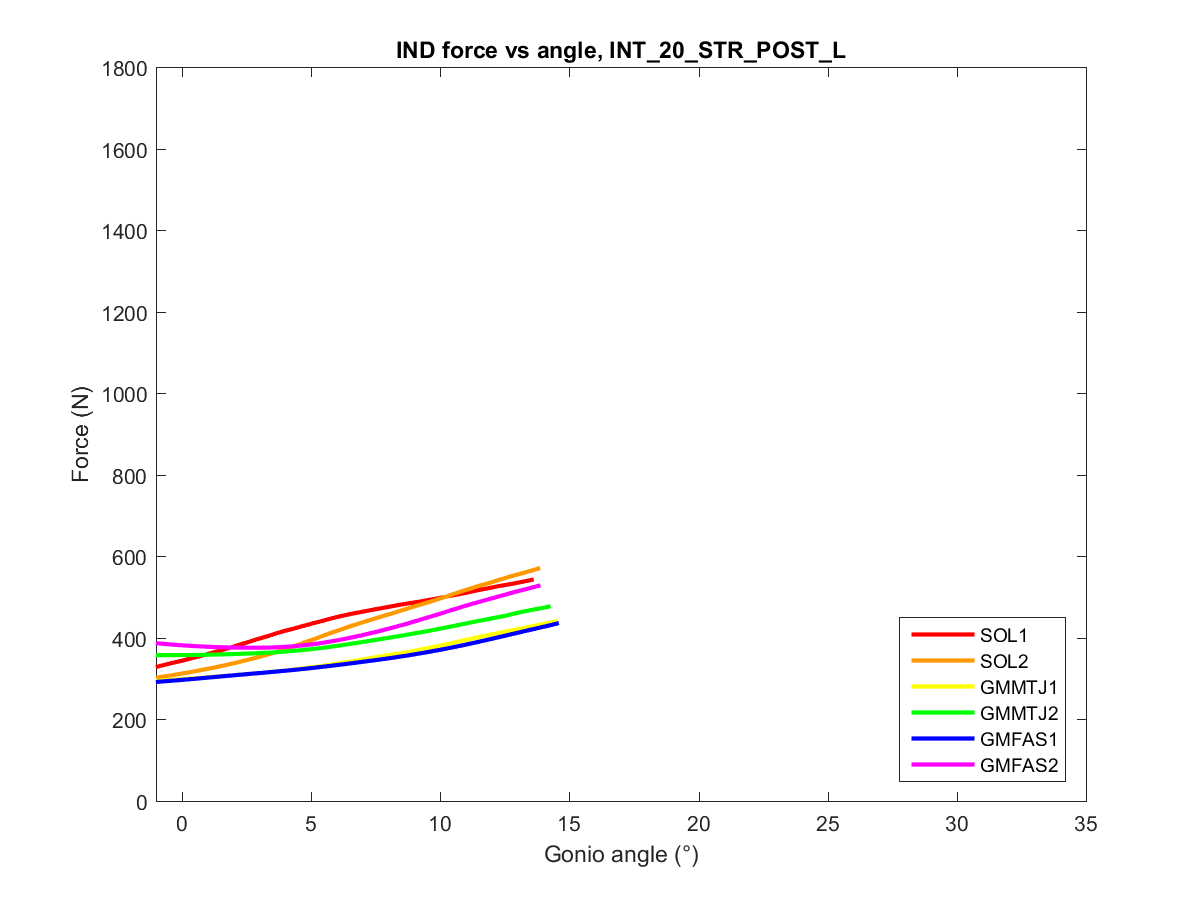 IND force vs angle, INT_20_STR_POST_L
1800
1600
1400
1200
1000
800
600
400
200
0
Force (N)
0 5 10 15 20 25 30 35
Gonio angle (°)
SOL1
SOL2
GMMTJ1
GMMTJ2
GMFAS1
GMFAS2